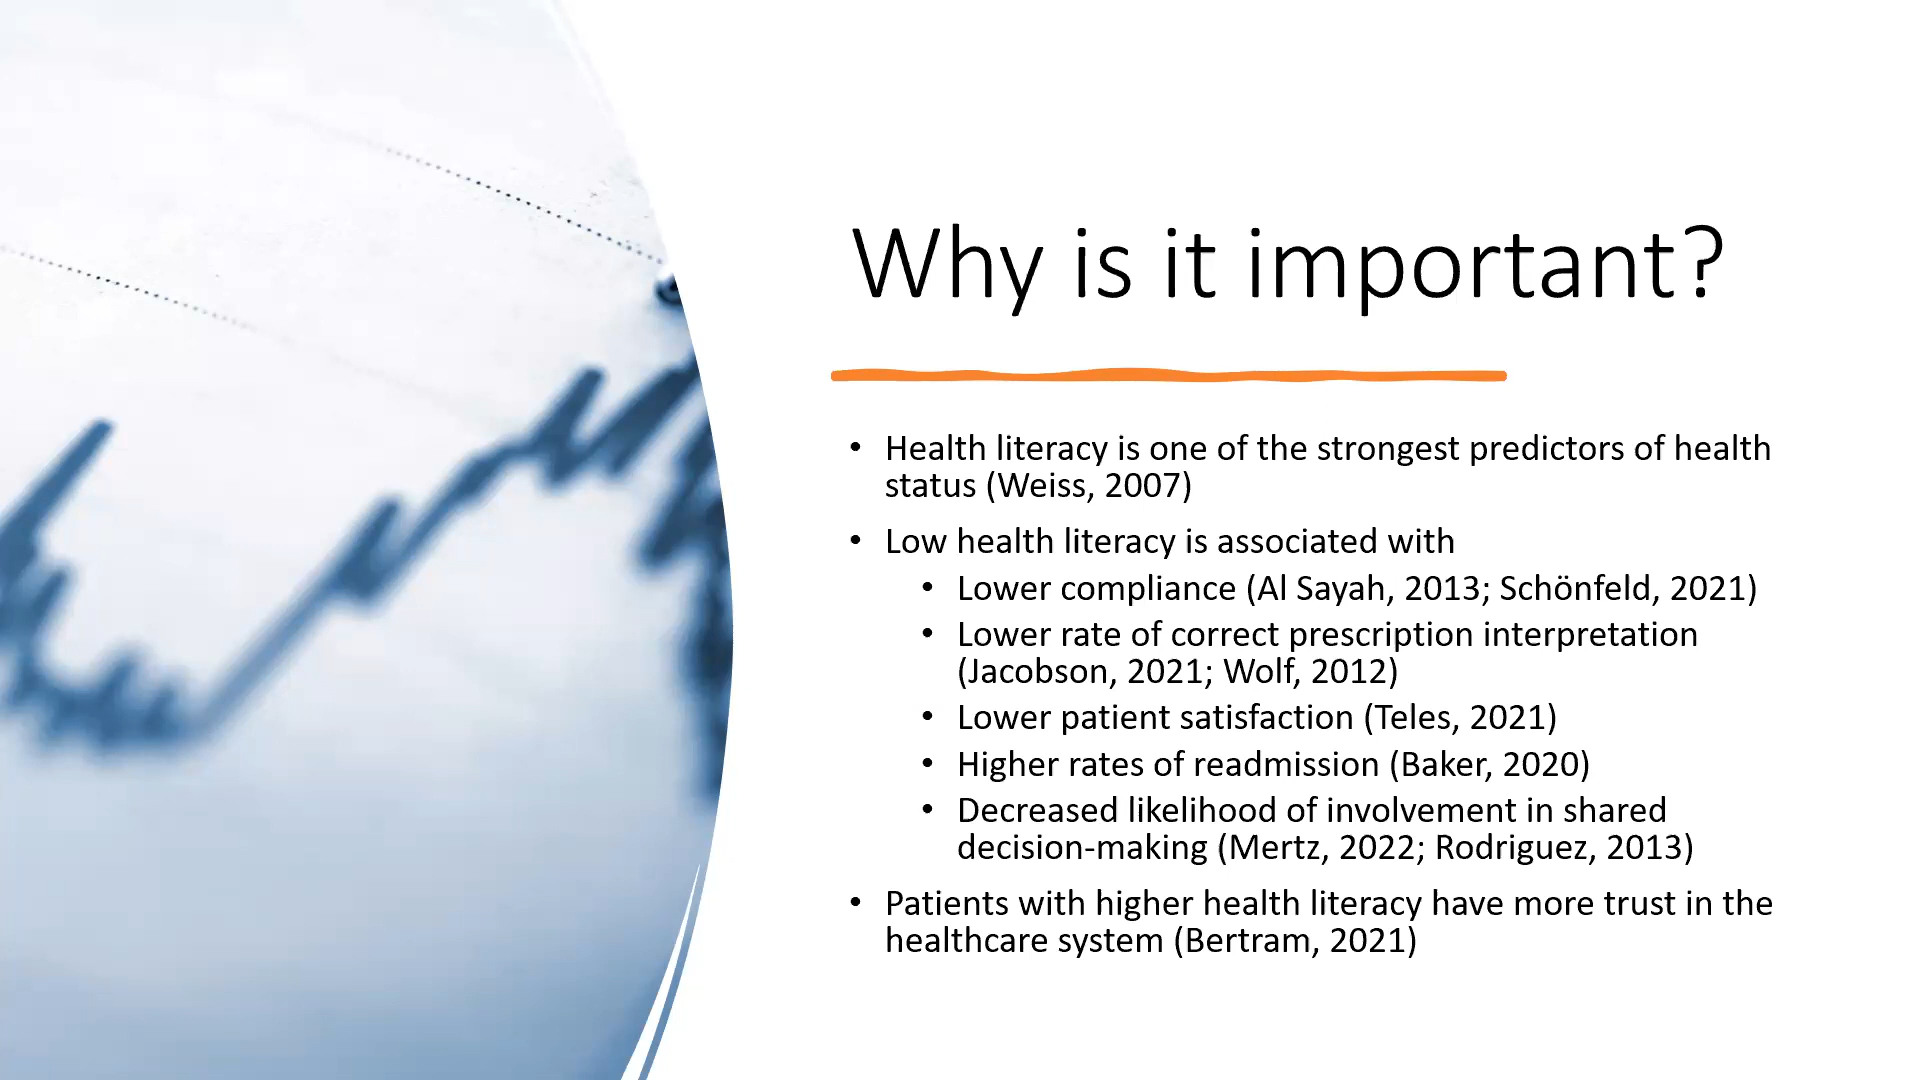 Why is it important?
• Health literacy is one of the strongest predictors of health
status (Weiss, 2007)
• Low health literacy is associated with
• Lower compliance (Al Sayah, 2013; Schönfeld, 2021)
• Lower rate of correct prescription interpretation
(Jacobson, 2021; Wolf, 2012)
• Lower patient satisfaction (Teles, 2021)
• Higher rates of readmission (Baker, 2020)
• Decreased likelihood of involvement in shared
decision-making (Mertz, 2022; Rodriguez, 2013)
• Patients with higher health literacy have more trust in the
healthcare system (Bertram, 2021)